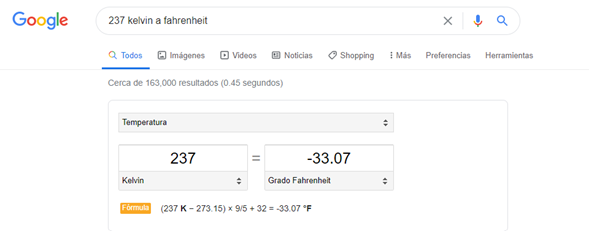 Google
237 kelvin a fahrenheit
Todos Imágenes Videos Noticias Shopping Más Preferencias Herramientas
Cerca de 163,000 resultados (0.45 segundos)
Temperatura
237 = -33.07
Kelvin Grado Fahrenheit
Fórmula (237 K − 273.15) × 9/5 + 32 = -33.07 °F